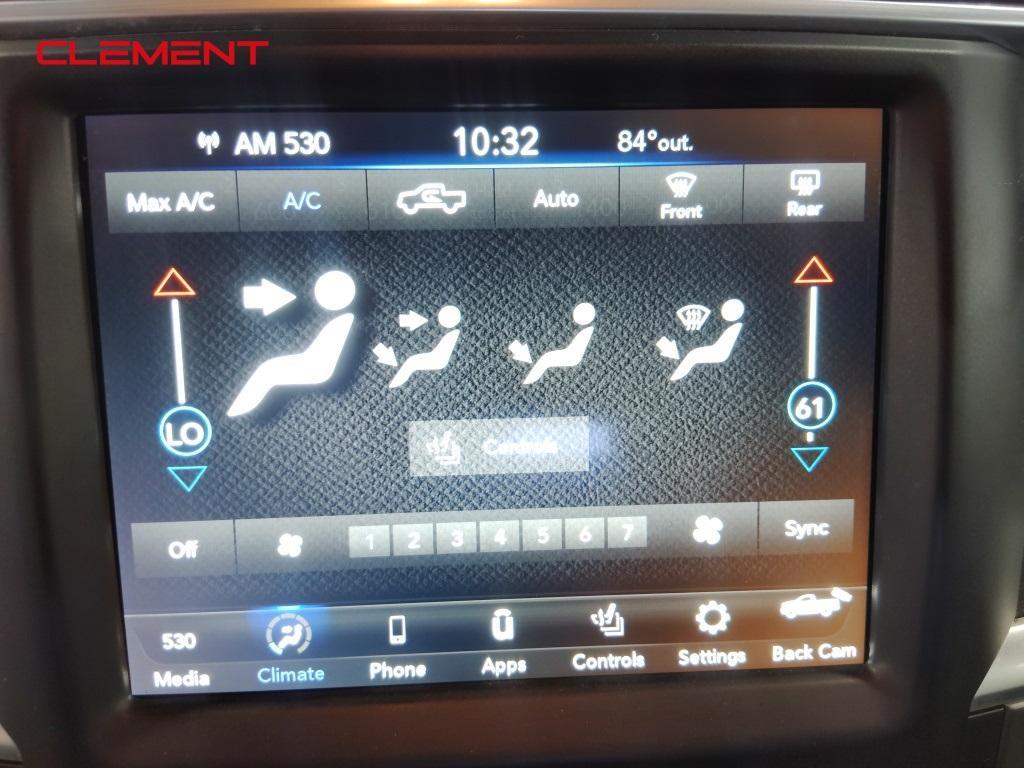 CLEMENT
AM 530 10:32 84°out.
Max A/C A/C Auto Front Rear
LO 61
Controls
Off 1 2 3 4 5 6 7 Sync
530
Media Climate Phone Apps Controls Settings Back Cam